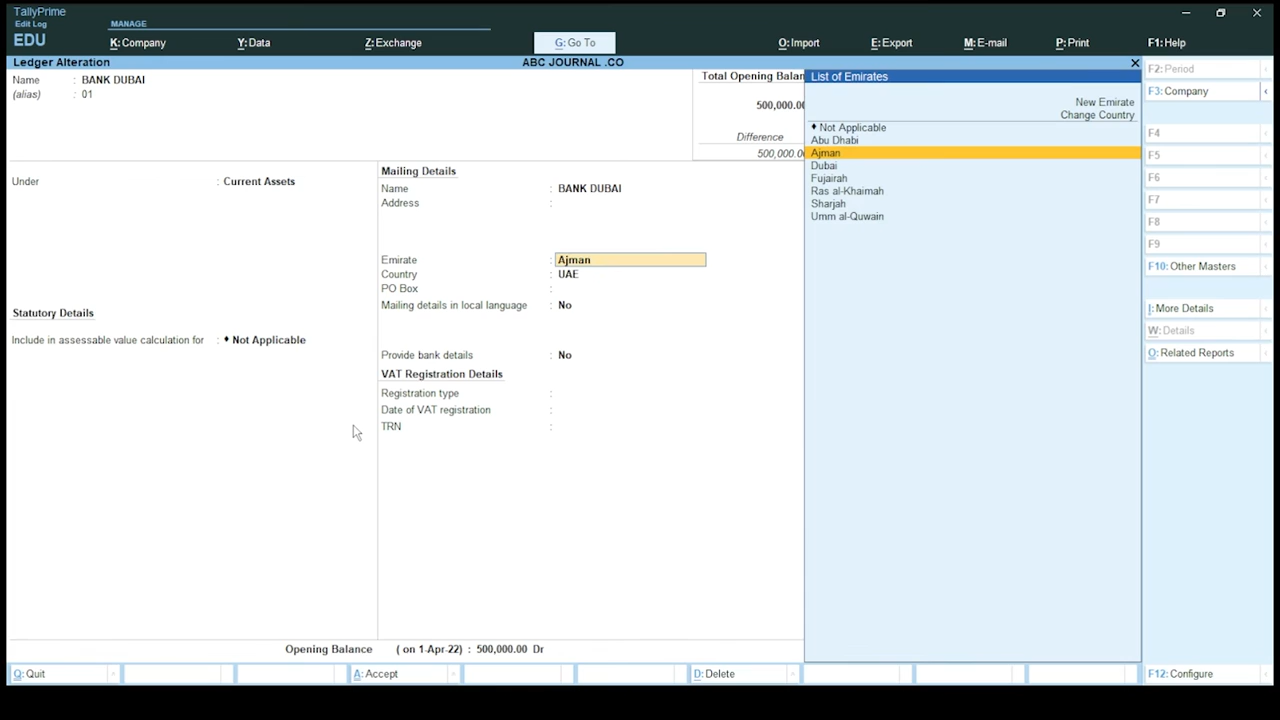 TallyPrime
Edit Log
EDU
MANAGE
K:Company
Y:Data
Z:Exchange
G:Go To
O:Import
E:Export
M:E-mail
P:Print
F1:Help
Ledger Alteration
ABC JOURNAL .CO
Name : BANK DUBAI
(alias) : 01
Total Opening Balan
500,000.00
Difference
500,000.00
Under : Current Assets
Statutory Details
Include in assessable value calculation for : ♦ Not Applicable
Mailing Details
Name : BANK DUBAI
Address :
Emirate : Ajman
Country : UAE
PO Box :
Mailing details in local language : No
Provide bank details : No
VAT Registration Details
Registration type :
Date of VAT registration :
TRN :
Opening Balance ( on 1-Apr-22) : 500,000.00 Dr
List of Emirates
New Emirate
Change Country
♦ Not Applicable
Abu Dhabi
Ajman
Dubai
Fujairah
Ras al-Khaimah
Sharjah
Umm al-Quwain
F2:Period
F3:Company
F4
F5
F6
F7
F8
F9
F10:Other Masters
I:More Details
W:Details
O:Related Reports
Q:Quit
A:Accept
D:Delete
F12:Configure